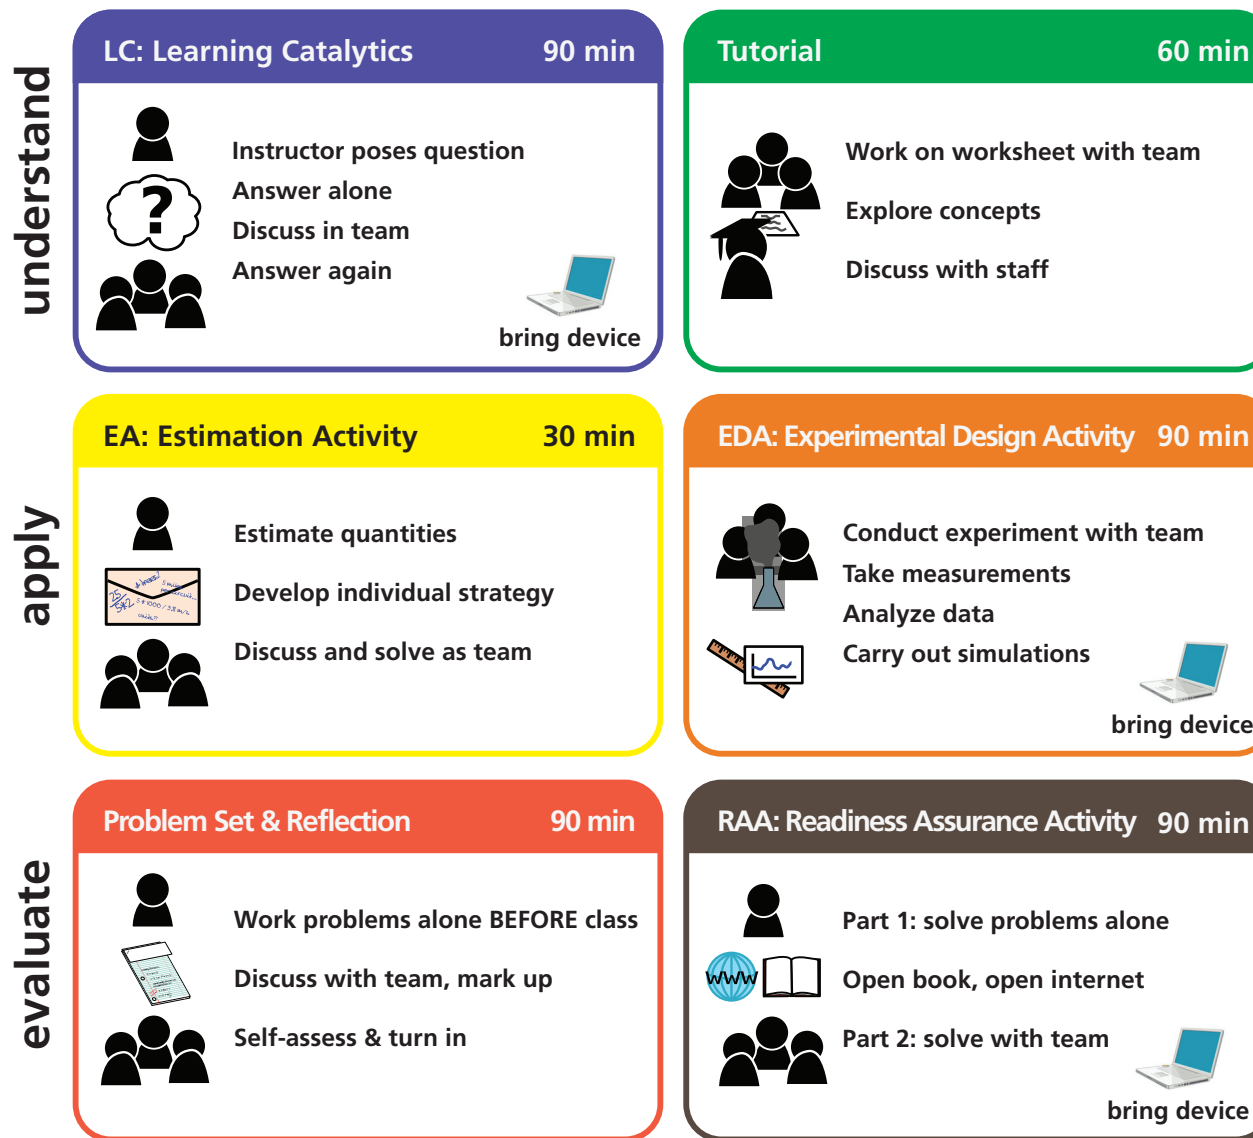 understand
LC: Learning Catalytics 90 min
Instructor poses question
Answer alone
Discuss in team
Answer again
bring device
?
Tutorial 60 min
Work on worksheet with team
Explore concepts
Discuss with staff
apply
EA: Estimation Activity 30 min
Estimate quantities
Develop individual strategy
Discuss and solve as team
EDA: Experimental Design Activity 90 min
Conduct experiment with team
Take measurements
Analyze data
Carry out simulations
bring device
evaluate
Problem Set & Reflection 90 min
Work problems alone BEFORE class
Discuss with team, mark up
Self-assess & turn in
RAA: Readiness Assurance Activity 90 min
Part 1: solve problems alone
www
Open book, open internet
Part 2: solve with team
bring device